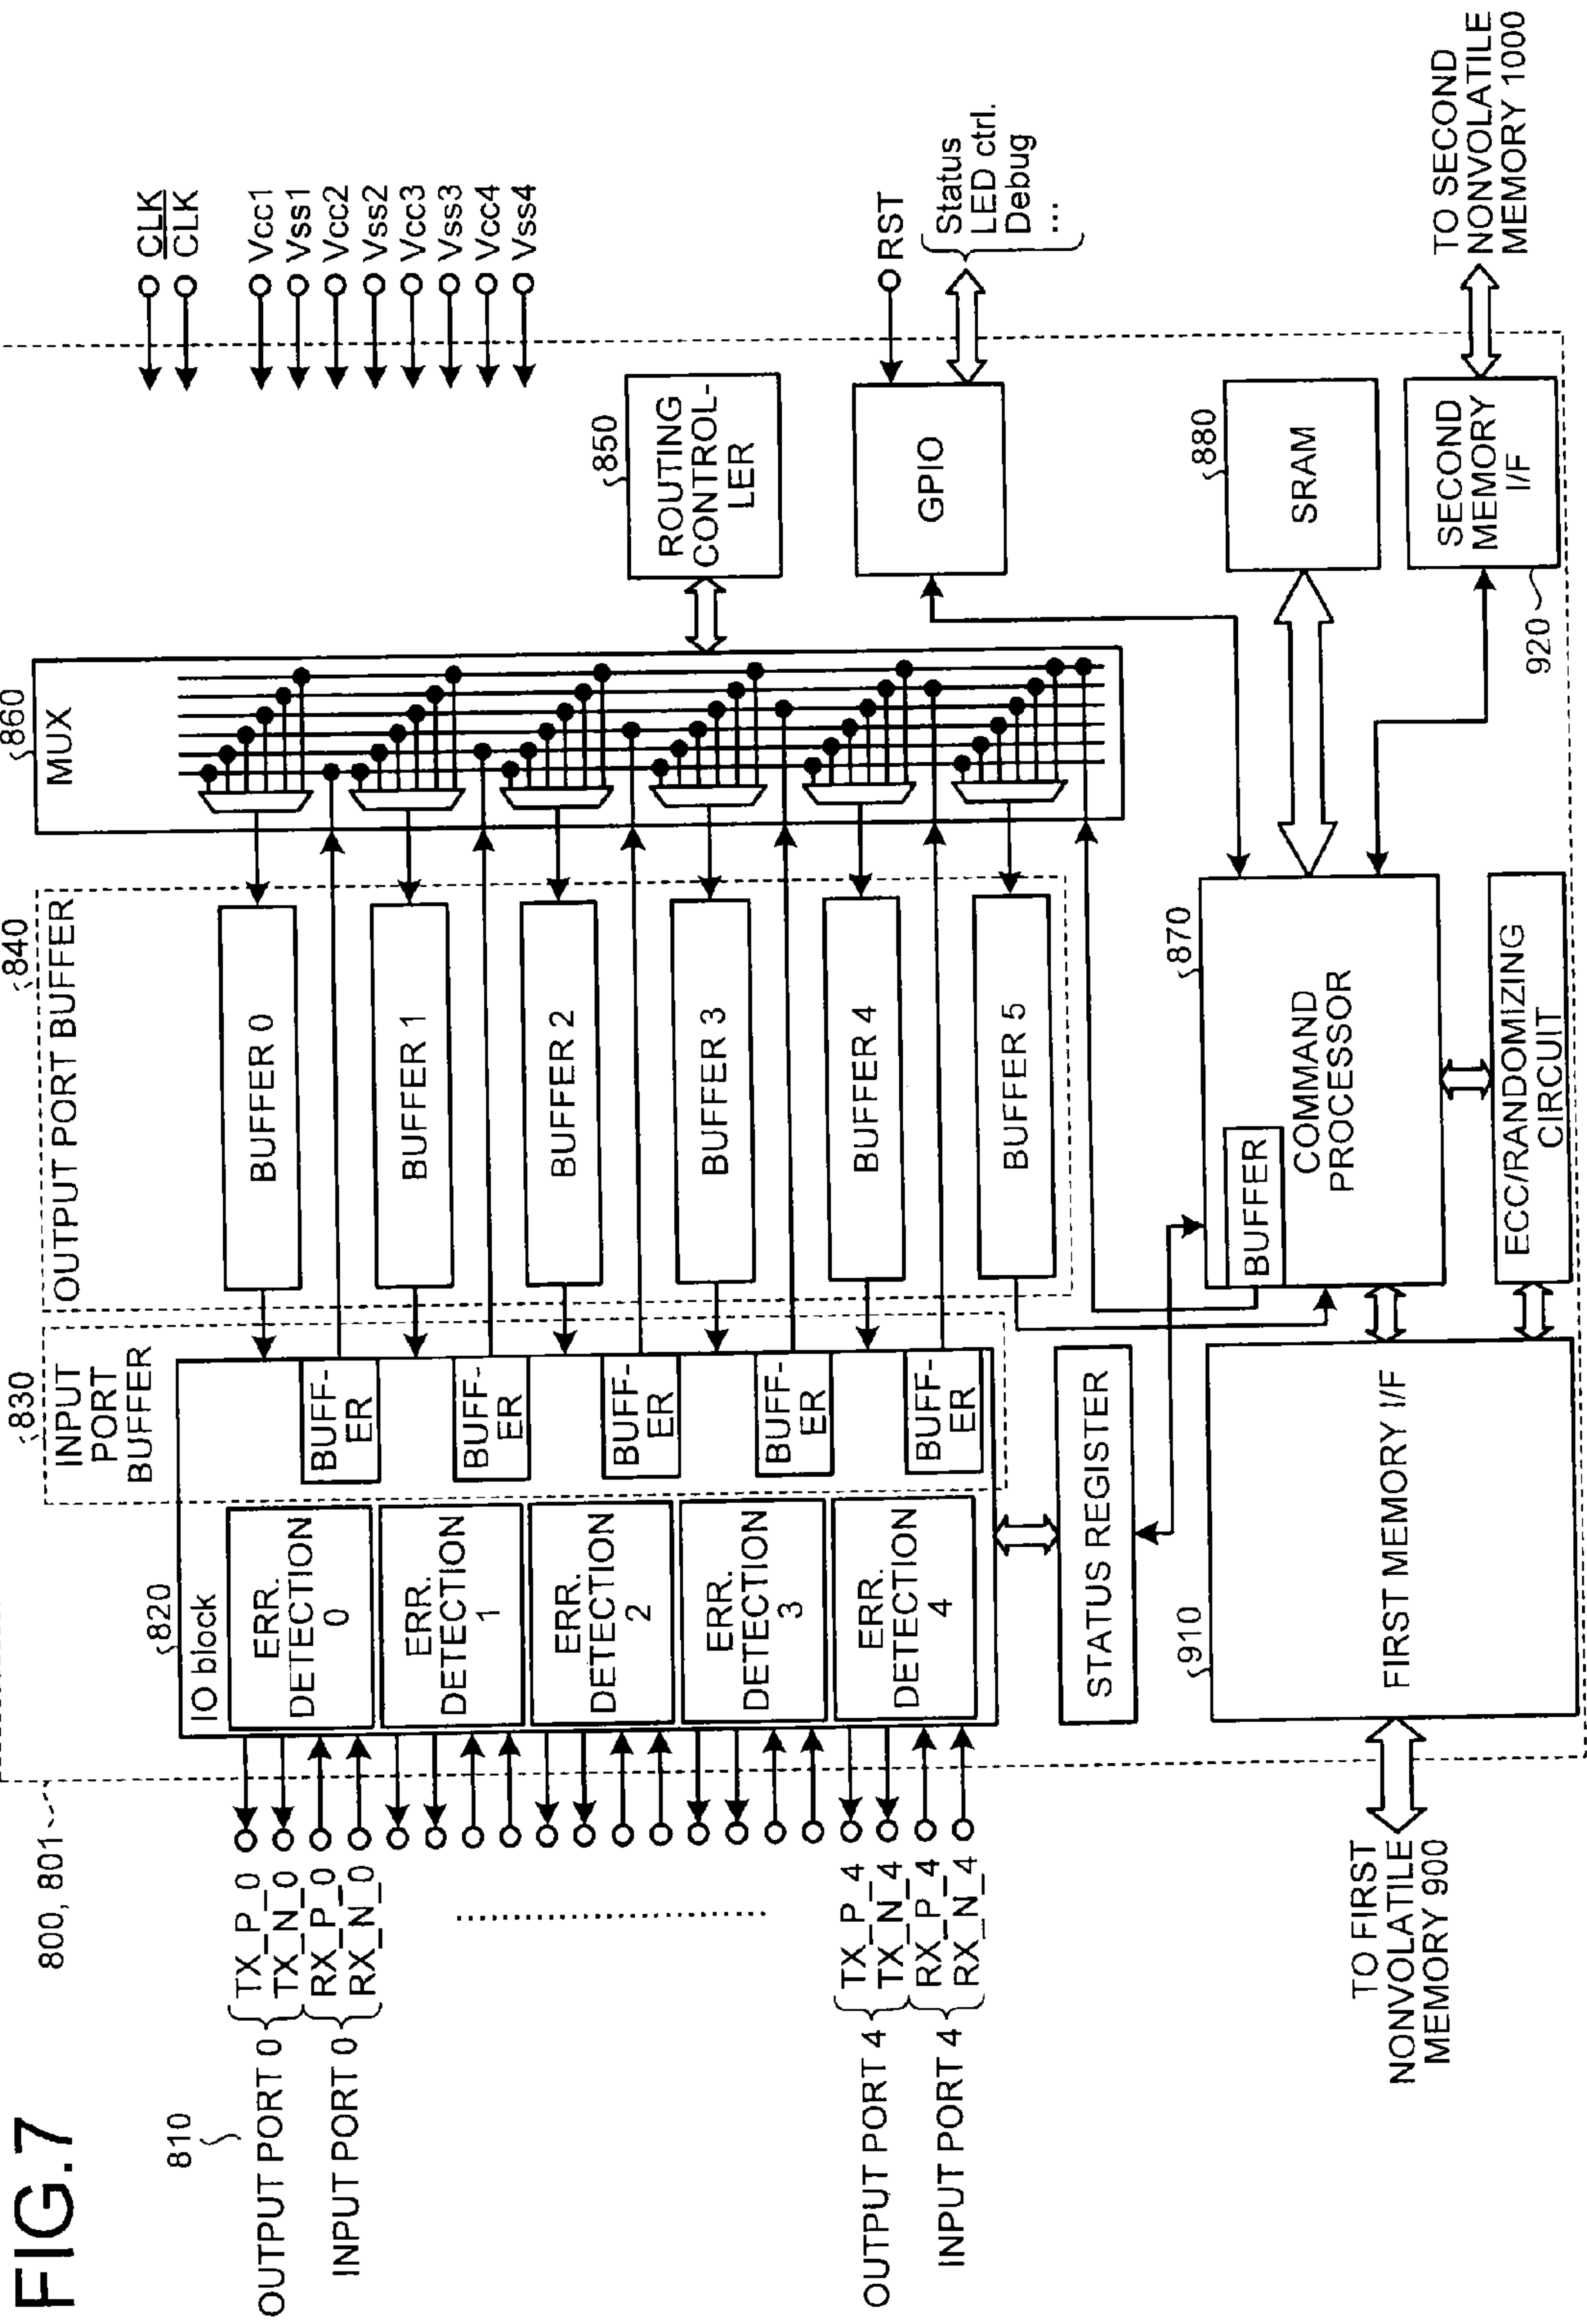 FIG.7
800, 801
810
OUTPUT PORT 0
INPUT PORT 0
TX_P_0
TX_N_0
RX_P_0
RX_N_0
OUTPUT PORT 4
INPUT PORT 4
TX_P_4
TX_N_4
RX_P_4
RX_N_4
820
IO block
ERR.
DETECTION
0
ERR.
DETECTION
1
ERR.
DETECTION
2
ERR.
DETECTION
3
ERR.
DETECTION
4
830
INPUT
PORT
BUFFER
BUFF-
ER
BUFF-
ER
BUFF-
ER
BUFF-
ER
BUFF-
ER
840
OUTPUT PORT BUFFER
BUFFER 0
BUFFER 1
BUFFER 2
BUFFER 3
BUFFER 4
BUFFER 5
860
MUX
CLK
CLK
Vcc1
Vss1
Vcc2
Vss2
Vcc3
Vss3
Vcc4
Vss4
850
ROUTING
CONTROL-
LER
GPIO
RST
Status
LED ctrl.
Debug
...
STATUS REGISTER
870
BUFFER
COMMAND
PROCESSOR
880
SRAM
910
FIRST MEMORY I/F
TO FIRST
NONVOLATILE
MEMORY 900
ECC/RANDOMIZING
CIRCUIT
920
SECOND
MEMORY
I/F
TO SECOND
NONVOLATILE
MEMORY 1000